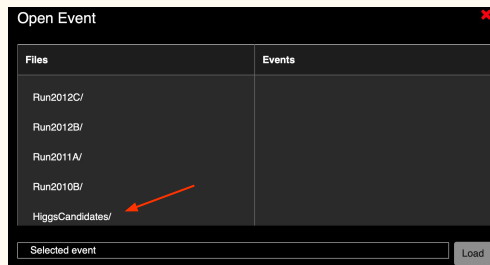 Open Event
Files
Events
Run2012C/
Run2012B/
Run2011A/
Run2010B/
HiggsCandidates/
Selected event
Load